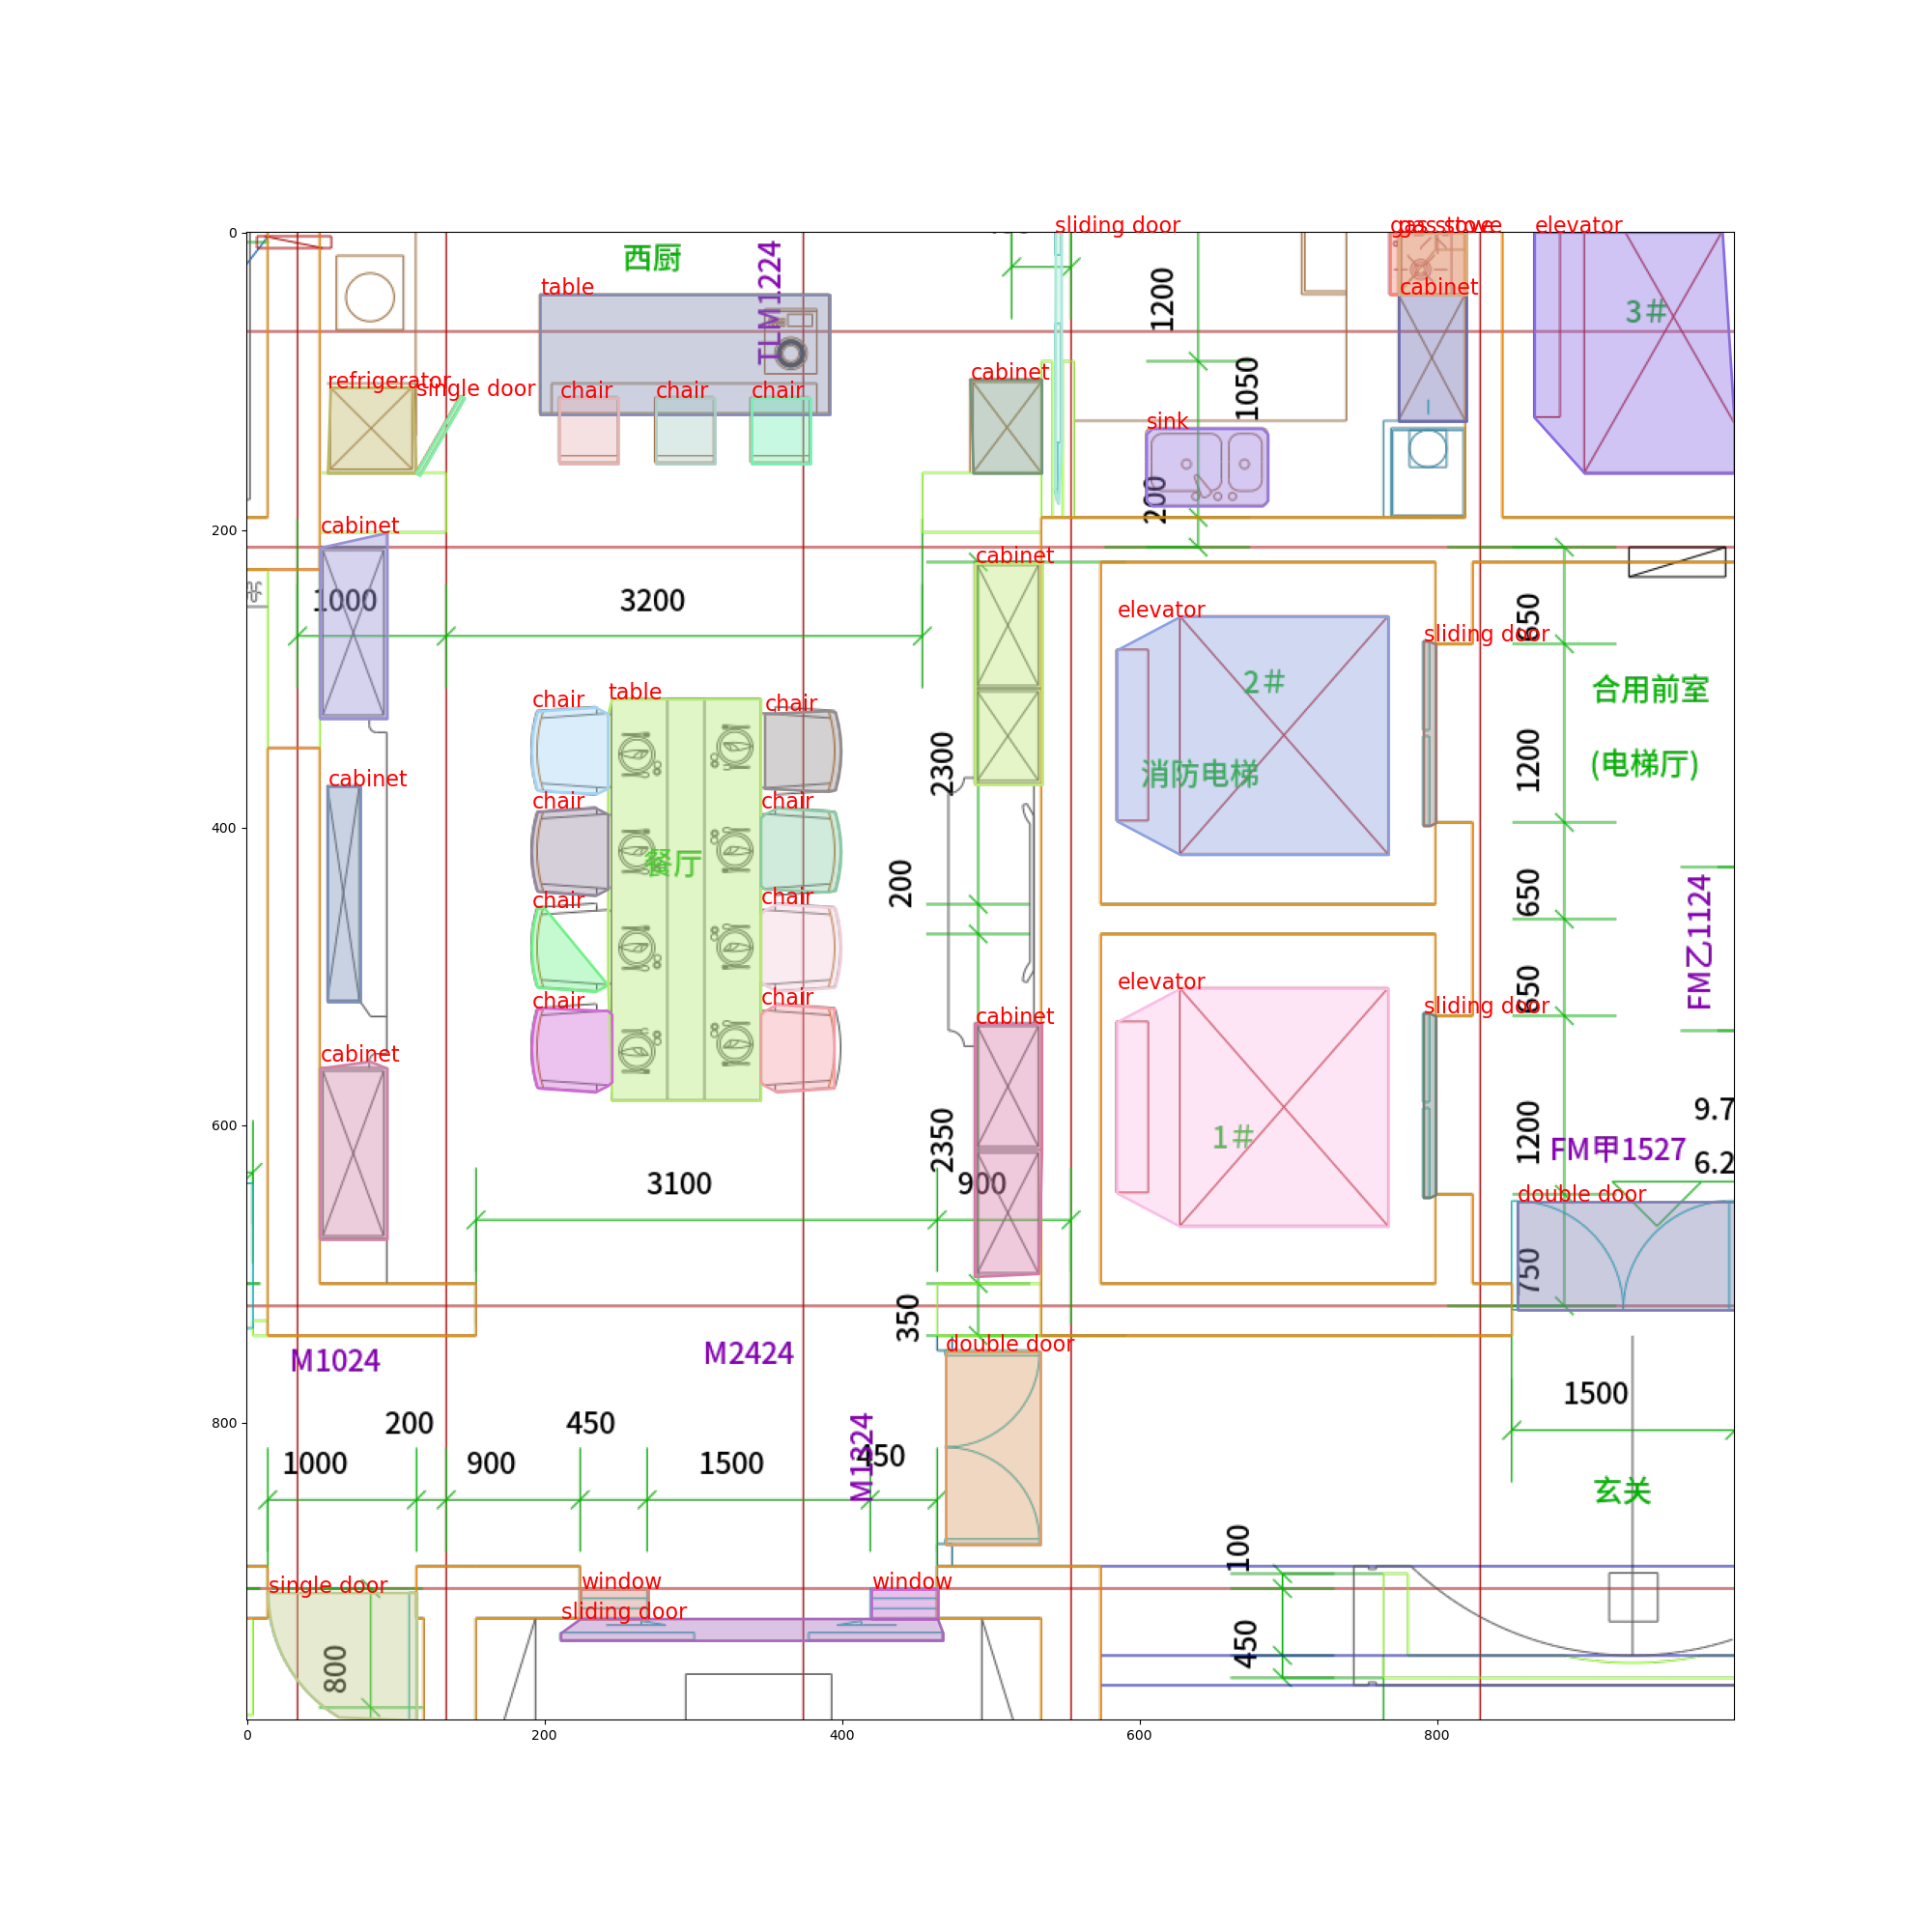 sliding door
gas stove
gas stove
elevator
0
西厨
TLM1224
table
1200
cabinet
3#
refrigerator
single door
chair
chair
chair
cabinet
1050
sink
200
200
cabinet
cabinet
1000
3200
elevator
850
sliding door
2#
合用前室
chair
table
chair
2300
1200
消防电梯
(电梯厅)
cabinet
400
chair
chair
餐厅
200
650
FM乙1124
chair
chair
elevator
850
sliding door
chair
chair
cabinet
cabinet
600
2350
1#
1200
9.7
FM甲1527
6.2
3100
900
double door
750
350
M1024
M2424
double door
1500
800
200
450
M1324
450
1000
900
1500
玄关
100
single door
window
window
sliding door
450
800
0
200
400
600
800